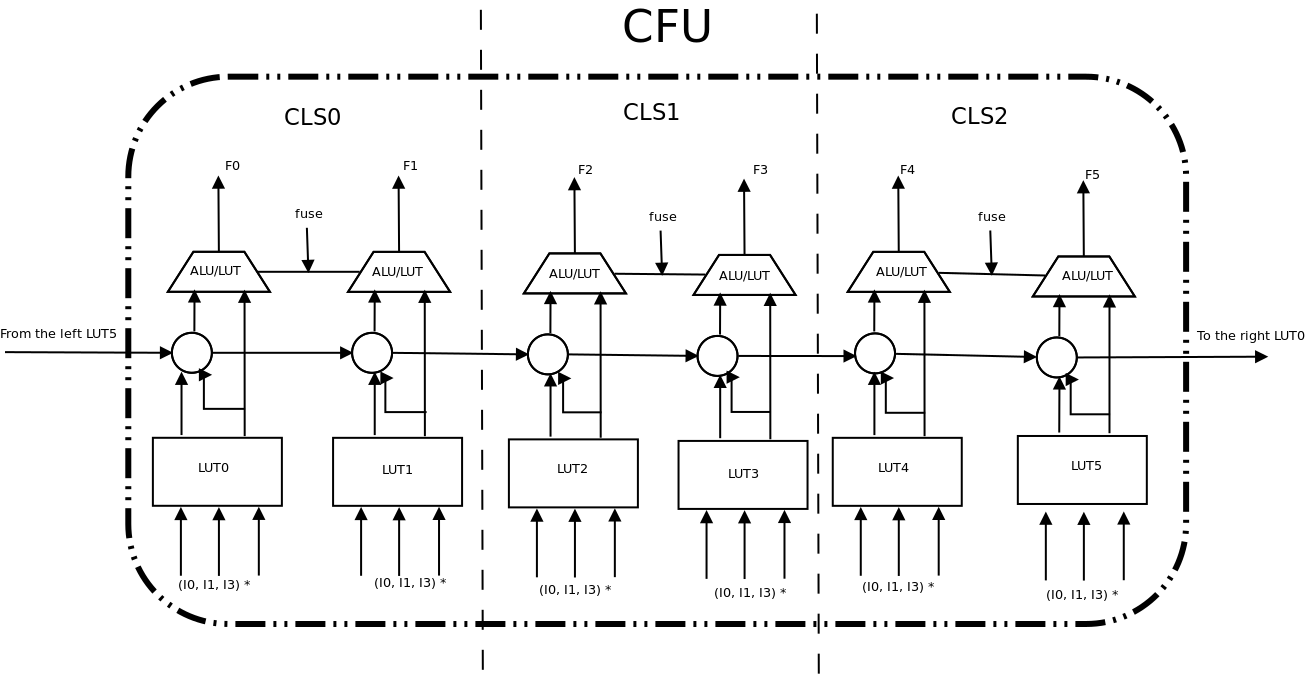 CFU
CLS0
CLS1
CLS2
F0
F1
F2
F3
F4
F5
fuse
fuse
fuse
ALU/LUT
ALU/LUT
ALU/LUT
ALU/LUT
ALU/LUT
ALU/LUT
From the left LUT5
To the right LUT0
LUT0
LUT1
LUT2
LUT3
LUT4
LUT5
(I0, I1, I3) *
(I0, I1, I3) *
(I0, I1, I3) *
(I0, I1, I3) *
(I0, I1, I3) *
(I0, I1, I3) *